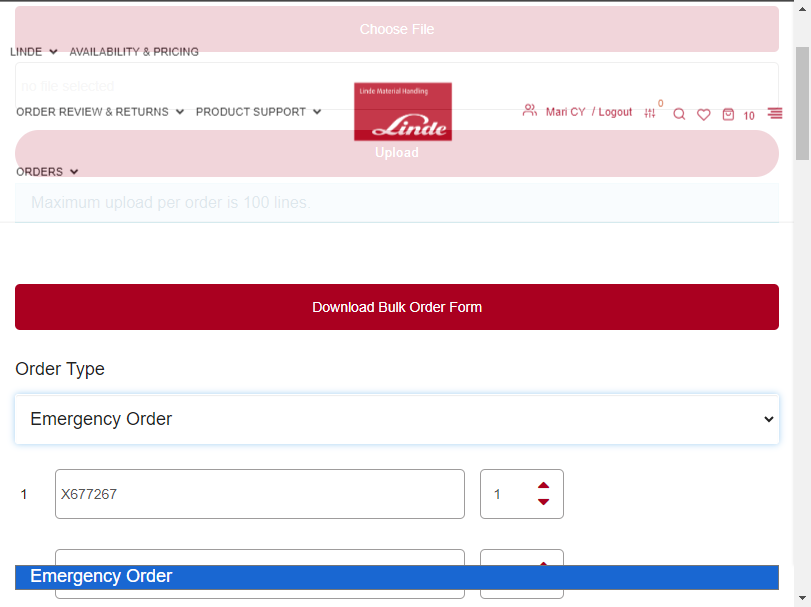 Choose File
LINDE
AVAILABILITY & PRICING
no file selected
Linde Material Handling
Linde
ORDER REVIEW & RETURNS
PRODUCT SUPPORT
Mari CY / Logout
0
10
Upload
ORDERS
Maximum upload per order is 100 lines.
Download Bulk Order Form
Order Type
Emergency Order
1 X677267 1
Emergency Order